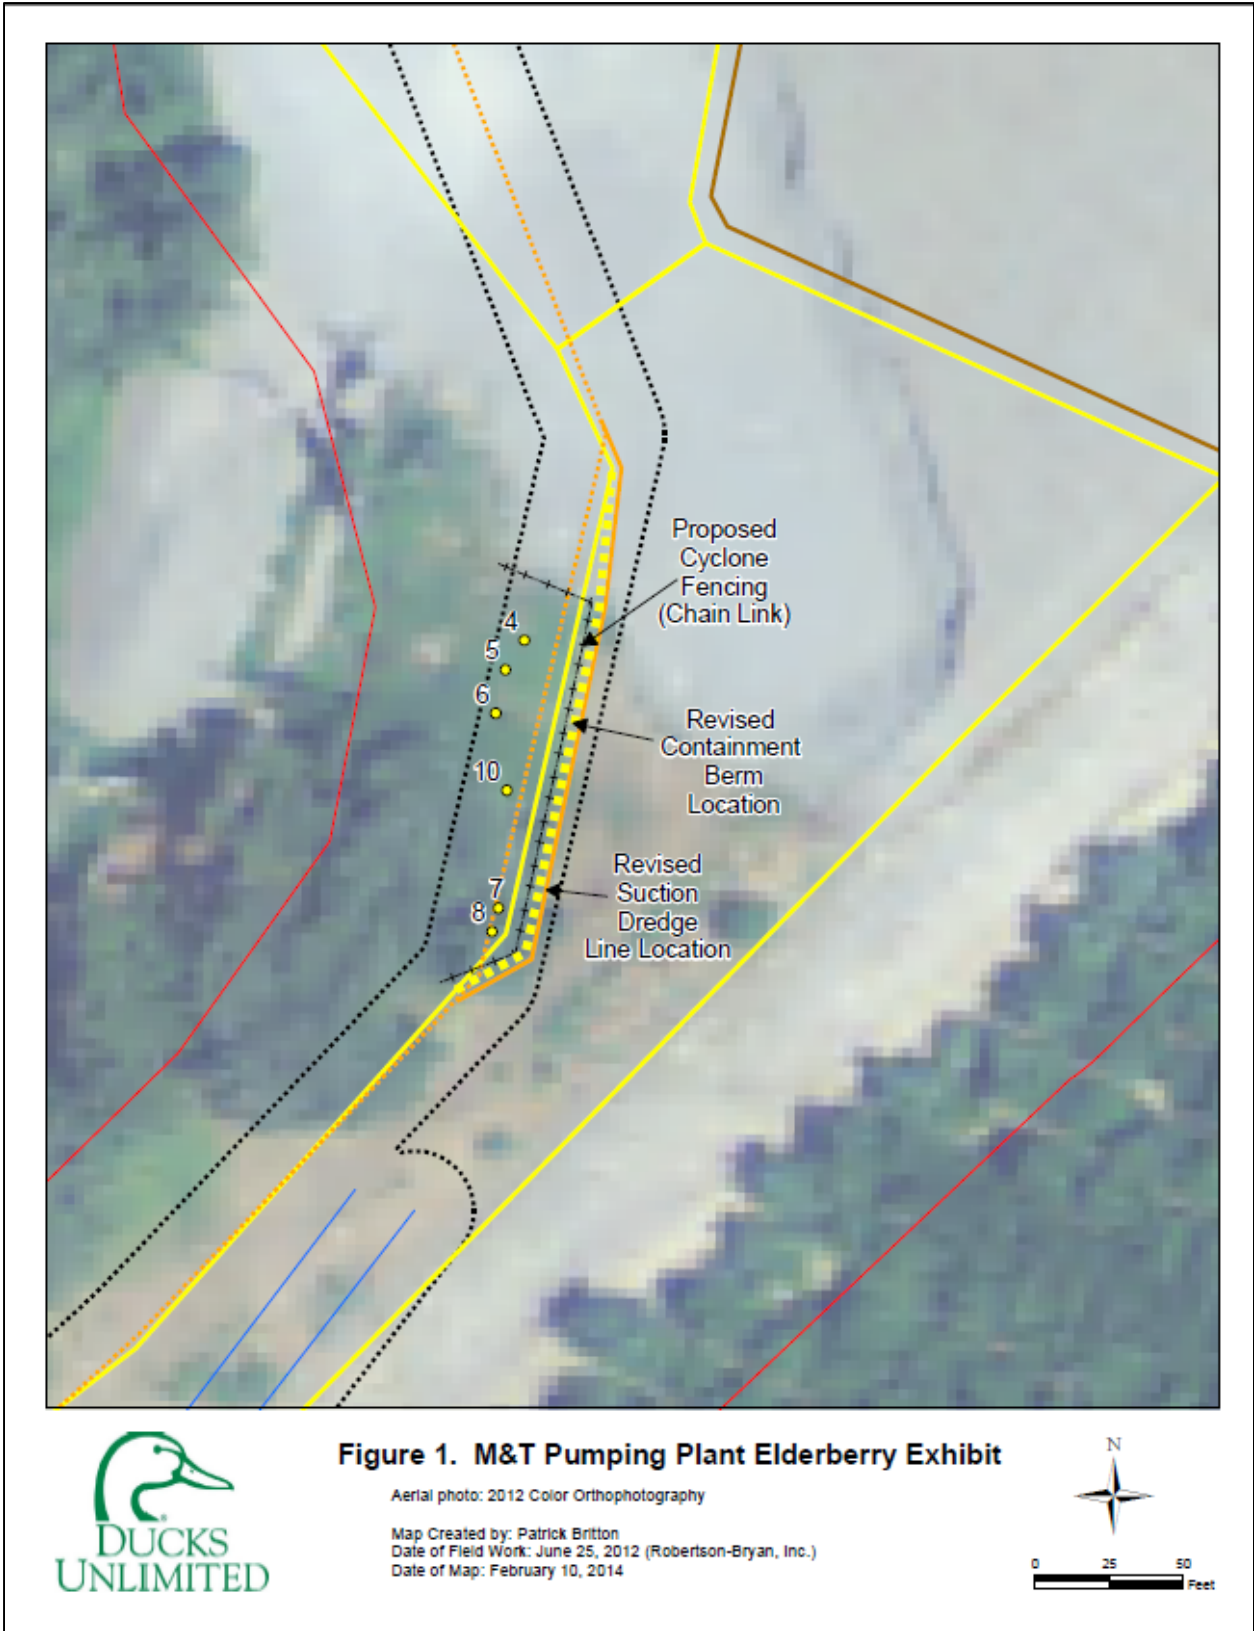 Proposed
Cyclone
Fencing
(Chain Link)
4
5
6
Revised
Containment
Berm
Location
10
Revised
Suction
Dredge
Line Location
7
8
DUCKS
UNLIMITED
Figure 1.  M&T Pumping Plant Elderberry Exhibit
Aerial photo: 2012 Color Orthophotography
Map Created by: Patrick Britton
Date of Field Work: June 25, 2012 (Robertson-Bryan, Inc.)
Date of Map: February 10, 2014
N
0 25 50
Feet